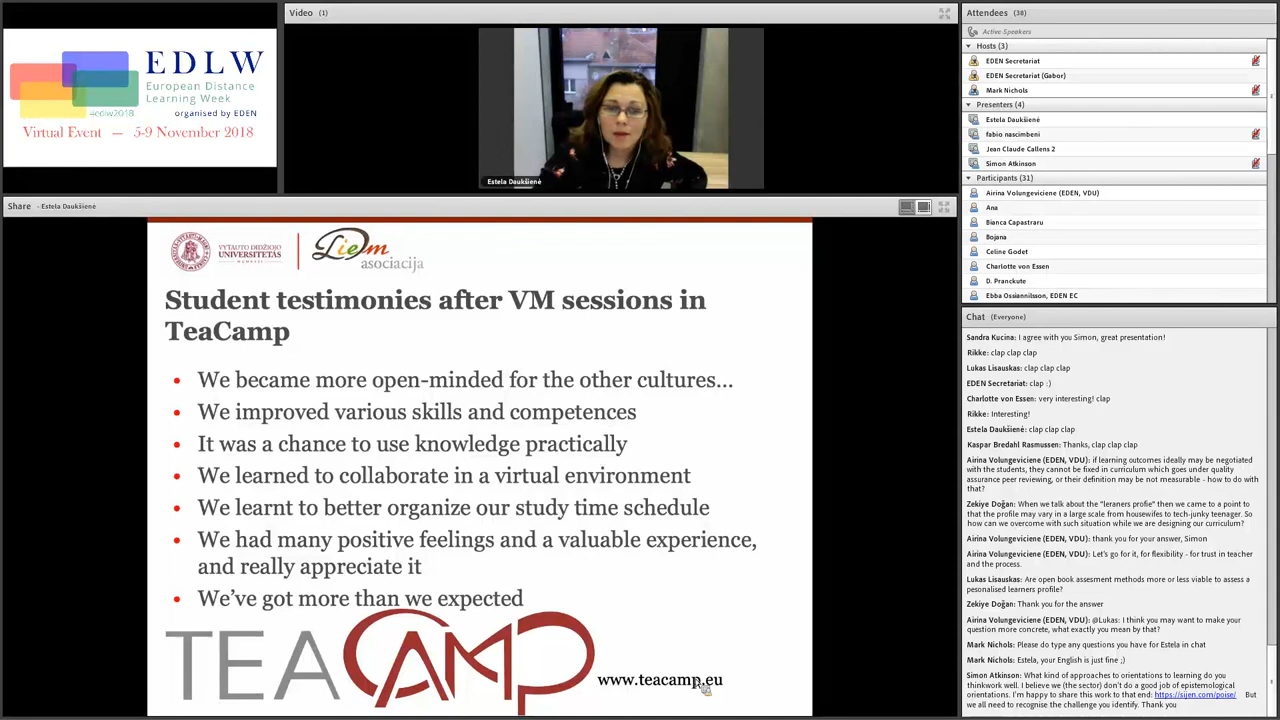 EDLW
European Distance
Learning Week
#edlw2018
organised by EDEN
Virtual Event — 5-9 November 2018
Video (1)
Estela Daukšienė
Share - Estela Daukšienė
VYTAUTO DIDŽIOJO
UNIVERSITETAS
MCMXXII
Liedm
asociacija
Student testimonies after VM sessions in
TeaCamp
• We became more open-minded for the other cultures...
• We improved various skills and competences
• It was a chance to use knowledge practically
• We learned to collaborate in a virtual environment
• We learnt to better organize our study time schedule
• We had many positive feelings and a valuable experience,
and really appreciate it
• We've got more than we expected
TEACAMP
www.teacamp.eu
Attendees (38)
Active Speakers
Hosts (3)
EDEN Secretariat
EDEN Secretariat (Gabor)
Mark Nichols
Presenters (4)
Estela Daukšienė
fabio nascimbeni
Jean Claude Callens 2
Simon Atkinson
Participants (31)
Airina Volungeviciene (EDEN, VDU)
Ana
Bianca Capastraru
Bojana
Celine Godet
Charlotte von Essen
D. Pranckute
Ebba Ossiannilsson, EDEN EC
Chat (Everyone)
Sandra Kucina: I agree with you Simon, great presentation!
Rikke: clap clap clap
Lukas Lisauskas: clap clap clap
EDEN Secretariat: clap :)
Charlotte von Essen: very interesting! clap
Rikke: Interesting!
Estela Daukšienė: clap clap clap
Kaspar Bredahl Rasmussen: Thanks, clap clap clap
Airina Volungeviciene (EDEN, VDU): if learning outcomes ideally may be negotiated
with the students, they cannot be fixed in curriculum which goes under quality
assurance peer reviewing, or their definition may be not measurable - how to do with
that?
Zekiye Doğan: When we talk about the "leraners profie" then we came to a point to
that the profile may vary in a large scale from housewifes to tech-junky teenager. So
how can we overcome with such situation while we are designing our curriculum?
Airina Volungeviciene (EDEN, VDU): thank you for your answer, Simon
Airina Volungeviciene (EDEN, VDU): Let's go for it, for flexibility - for trust in teacher
and the process.
Lukas Lisauskas: Are open book assesment methods more or less viable to assess a
pesonalised learners profile?
Zekiye Doğan: Thank you for the answer
Airina Volungeviciene (EDEN, VDU): @Lukas: I think you may want to make your
question more concrete, what exactly you mean by that?
Mark Nichols: Please do type any questions you have for Estela in chat
Mark Nichols: Estela, your English is just fine ;)
Simon Atkinson: What kind of approaches to orientations to learning do you
thinkwork well. I believe we (the sector) don't do a good job of epistemological
orientations. I'm happy to share this work to that end: https://sijen.com/poise/ But
we all need to recognise the challenge you identify. Thank you